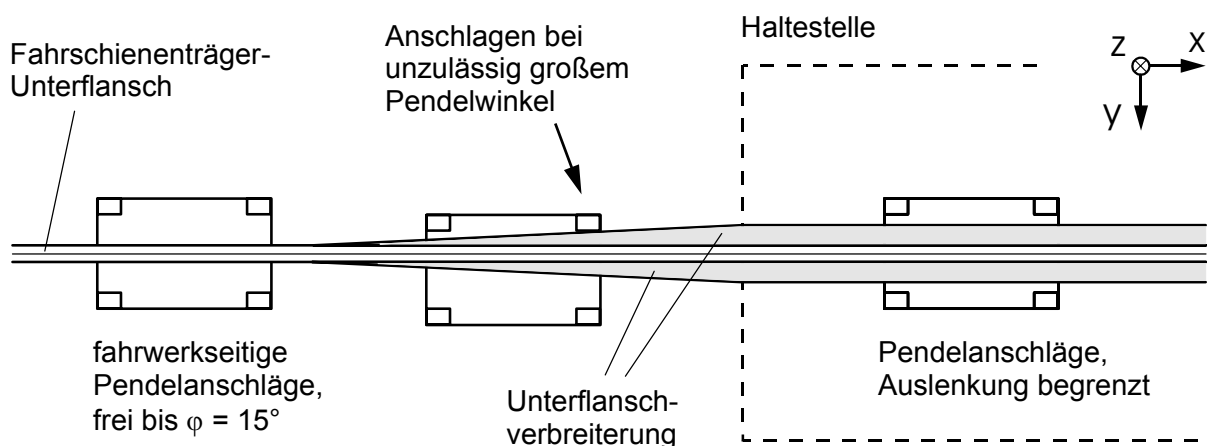 Fahrschienenträger-
Unterflansch
Anschlagen bei
unzulässig großem
Pendelwinkel
Haltestelle
z
x
y
fahrwerkseitige
Pendelanschläge,
frei bis φ = 15°
Unterflansch-
verbreiterung
Pendelanschläge,
Auslenkung begrenzt